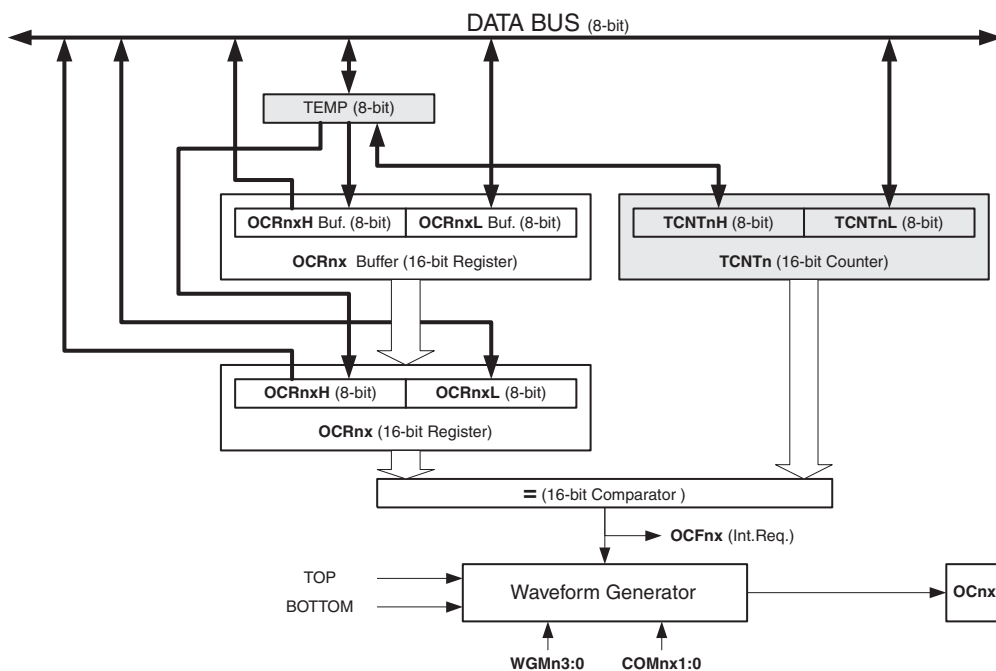 DATA BUS (8-bit)
TEMP (8-bit)
OCRnxH Buf. (8-bit) OCRnxL Buf. (8-bit)
OCRnx Buffer (16-bit Register)
TCNTnH (8-bit) TCNTnL (8-bit)
TCNTn (16-bit Counter)
OCRnxH (8-bit) OCRnxL (8-bit)
OCRnx (16-bit Register)
= (16-bit Comparator )
OCFnx (Int.Req.)
TOP
BOTTOM
Waveform Generator
OCnx
WGMn3:0 COMnx1:0